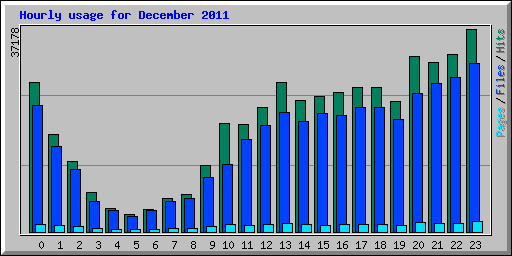 Hourly usage for December 2011
37178
Pages/Files/Hits
0 1 2 3 4 5 6 7 8 9 10 11 12 13 14 15 16 17 18 19 20 21 22 23